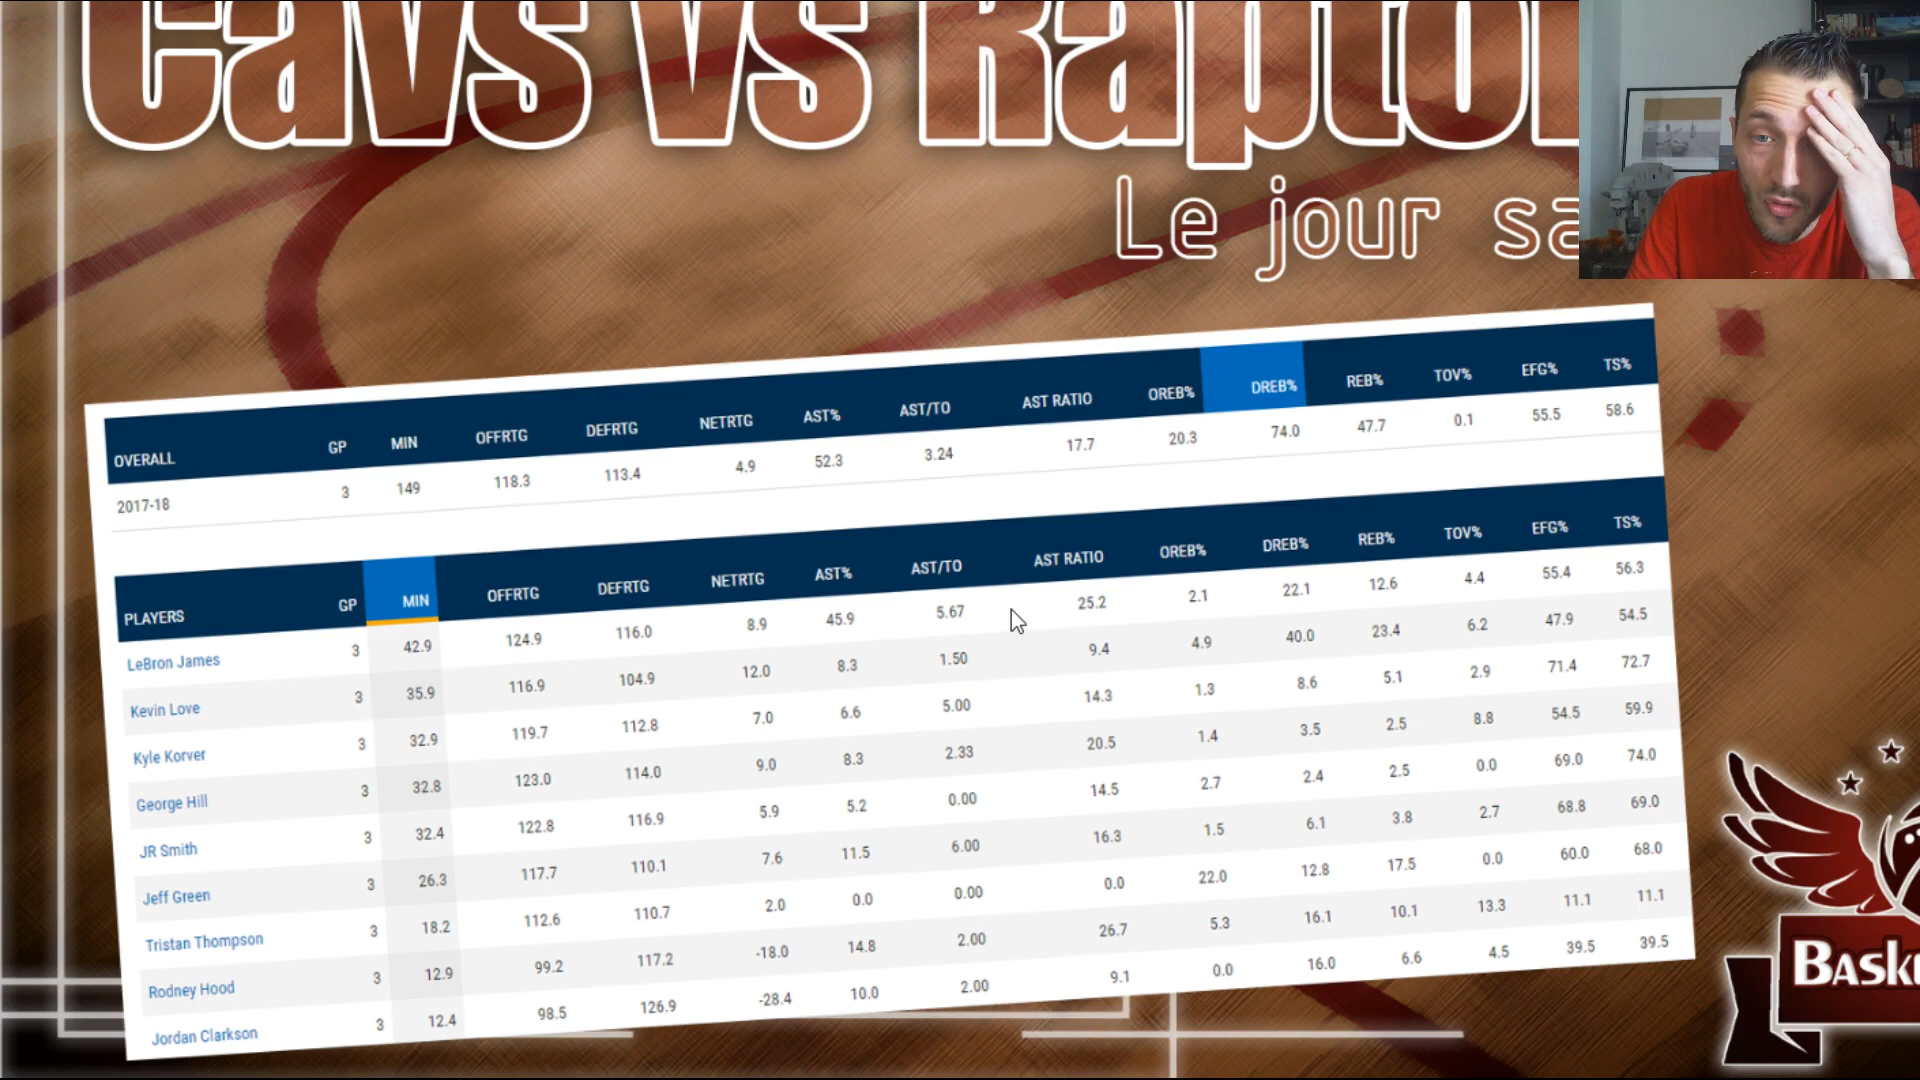 Cavs vs Raptor
Le jour sa
OVERALL GP MIN OFFRTG DEFRTG NETRTG AST% AST/TO AST RATIO OREB% DREB% REB% TOV% EFG% TS%
2017-18 3 149 118.3 113.4 4.9 52.3 3.24 17.7 20.3 74.0 47.7 0.1 55.5 58.6
PLAYERS GP MIN OFFRTG DEFRTG NETRTG AST% AST/TO AST RATIO OREB% DREB% REB% TOV% EFG% TS%
LeBron James 3 42.9 124.9 116.0 8.9 45.9 5.67 25.2 2.1 22.1 12.6 4.4 55.4 56.3
Kevin Love 3 35.9 116.9 104.9 12.0 8.3 1.50 9.4 4.9 40.0 23.4 6.2 47.9 54.5
Kyle Korver 3 32.9 119.7 112.8 7.0 6.6 5.00 14.3 1.3 8.6 5.1 2.9 71.4 72.7
George Hill 3 32.8 123.0 114.0 9.0 8.3 2.33 20.5 1.4 3.5 2.5 8.8 54.5 59.9
JR Smith 3 32.4 122.8 116.9 5.9 5.2 0.00 14.5 2.7 2.4 2.5 0.0 69.0 74.0
Jeff Green 3 26.3 117.7 110.1 7.6 11.5 6.00 16.3 1.5 6.1 3.8 2.7 68.8 69.0
Tristan Thompson 3 18.2 112.6 110.7 2.0 0.0 0.00 0.0 22.0 12.8 17.5 0.0 60.0 68.0
Rodney Hood 3 12.9 99.2 117.2 -18.0 14.8 2.00 26.7 5.3 16.1 10.1 13.3 11.1 11.1
Jordan Clarkson 3 12.4 98.5 126.9 -28.4 10.0 2.00 9.1 0.0 16.0 6.6 4.5 39.5 39.5
BASK